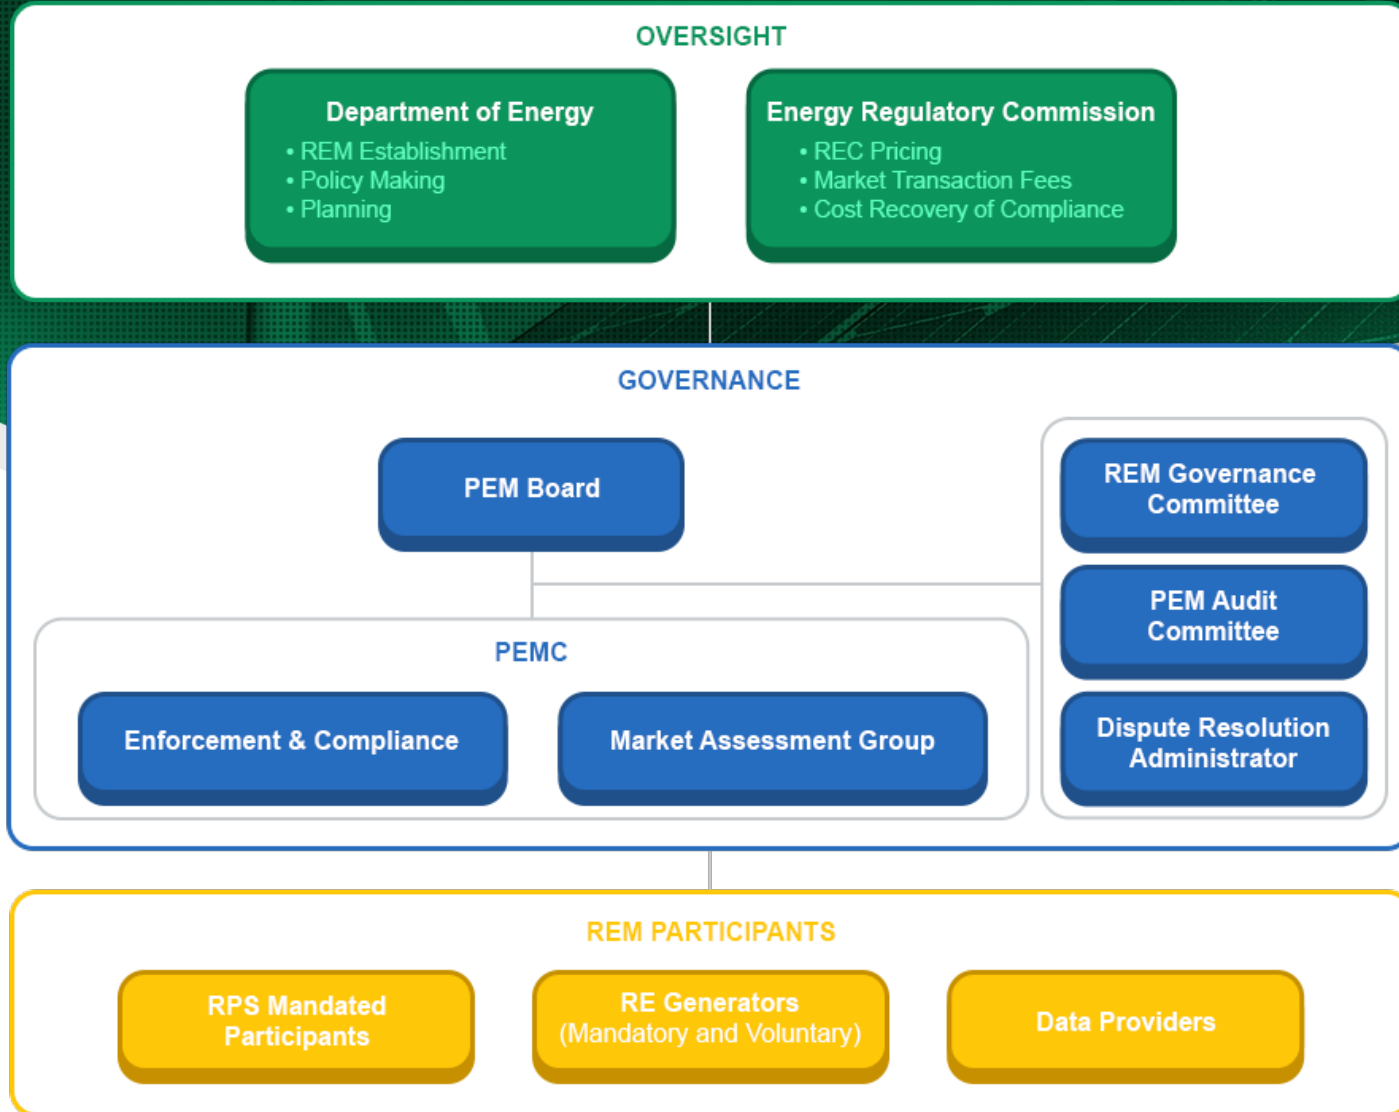 OVERSIGHT
Department of Energy
• REM Establishment
• Policy Making
• Planning
Energy Regulatory Commission
• REC Pricing
• Market Transaction Fees
• Cost Recovery of Compliance
GOVERNANCE
PEM Board
REM Governance
Committee
PEM Audit
Committee
Dispute Resolution
Administrator
PEMC
Enforcement & Compliance
Market Assessment Group
REM PARTICIPANTS
RPS Mandated
Participants
RE Generators
(Mandatory and Voluntary)
Data Providers